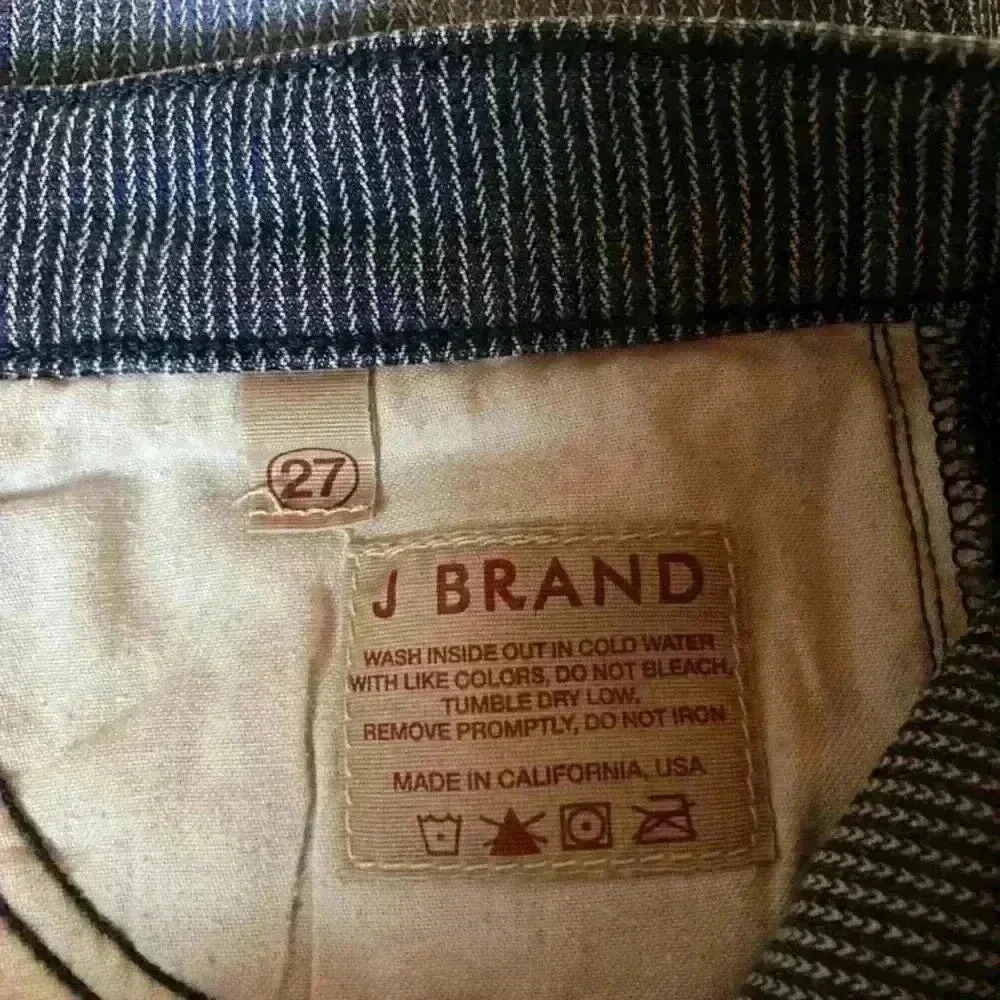 27
J BRAND
WASH INSIDE OUT IN COLD WATER
WITH LIKE COLORS, DO NOT BLEACH,
TUMBLE DRY LOW,
REMOVE PROMPTLY, DO NOT IRON
MADE IN CALIFORNIA, USA